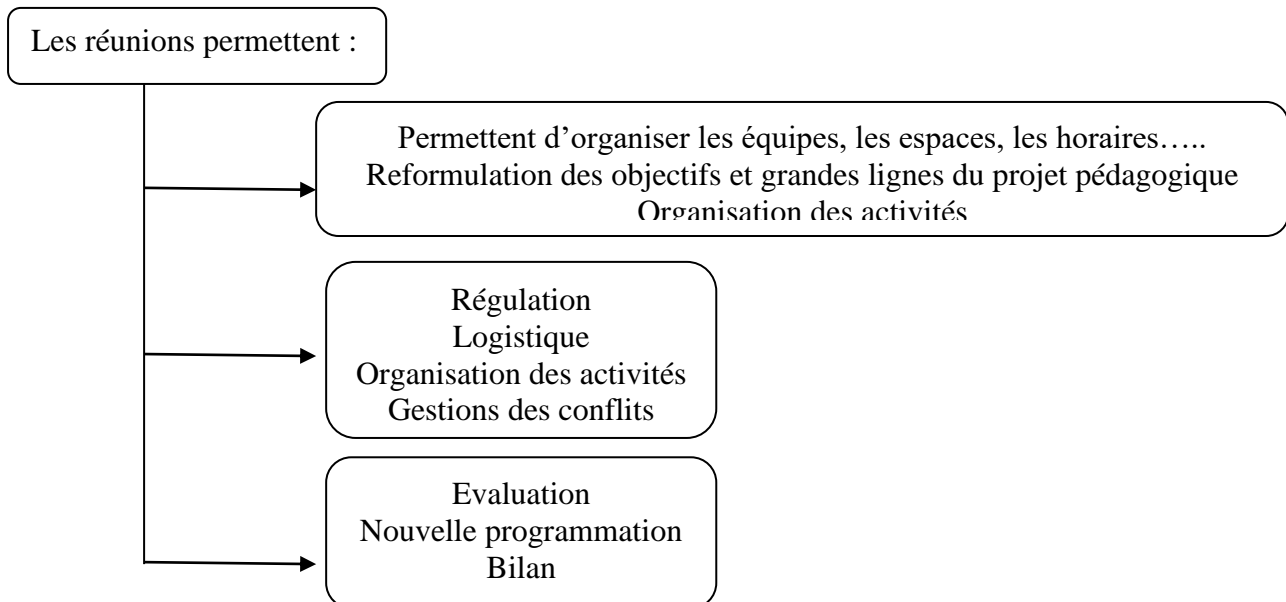 Les réunions permettent :
Permettent d’organiser les équipes, les espaces, les horaires…..
Reformulation des objectifs et grandes lignes du projet pédagogique
Organisation des activités
Régulation
Logistique
Organisation des activités
Gestions des conflits
Evaluation
Nouvelle programmation
Bilan